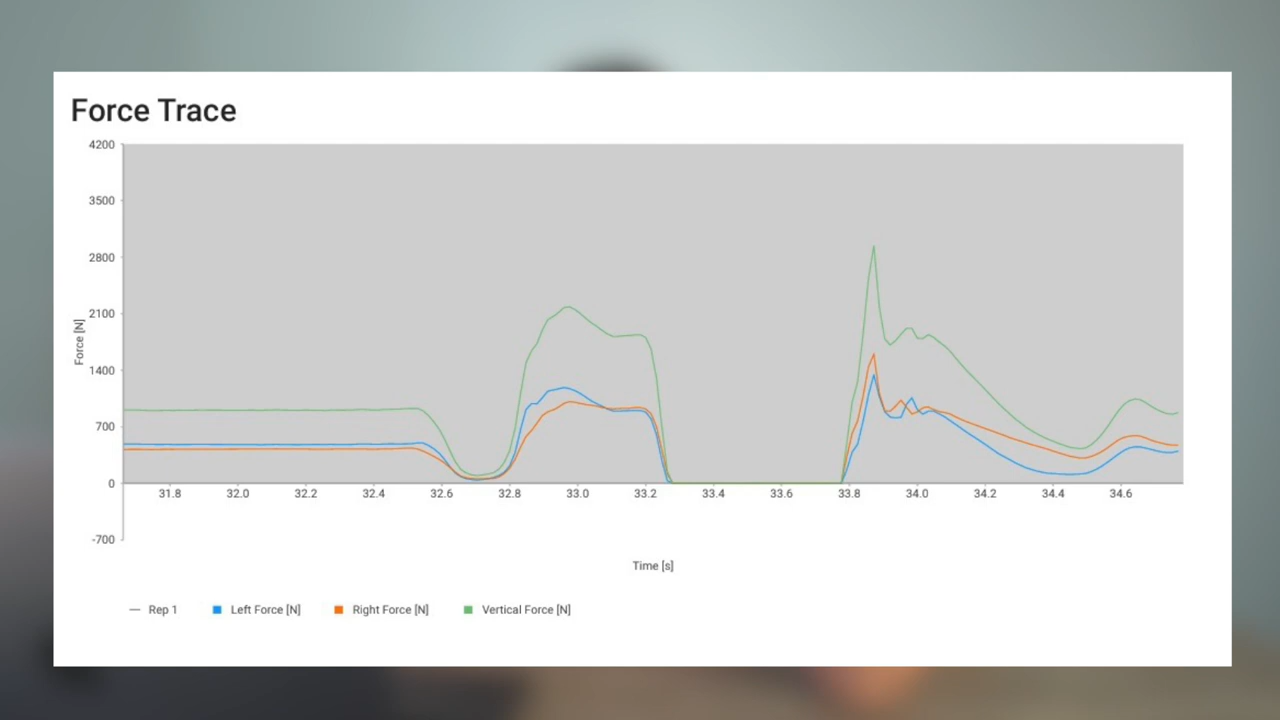 Force Trace
4200
3500
2800
2100
1400
700
0
-700
Force [N]
31.8 32.0 32.2 32.4 32.6 32.8 33.0 33.2 33.4 33.6 33.8 34.0 34.2 34.4 34.6
Time [s]
Rep 1 Left Force [N] Right Force [N] Vertical Force [N]